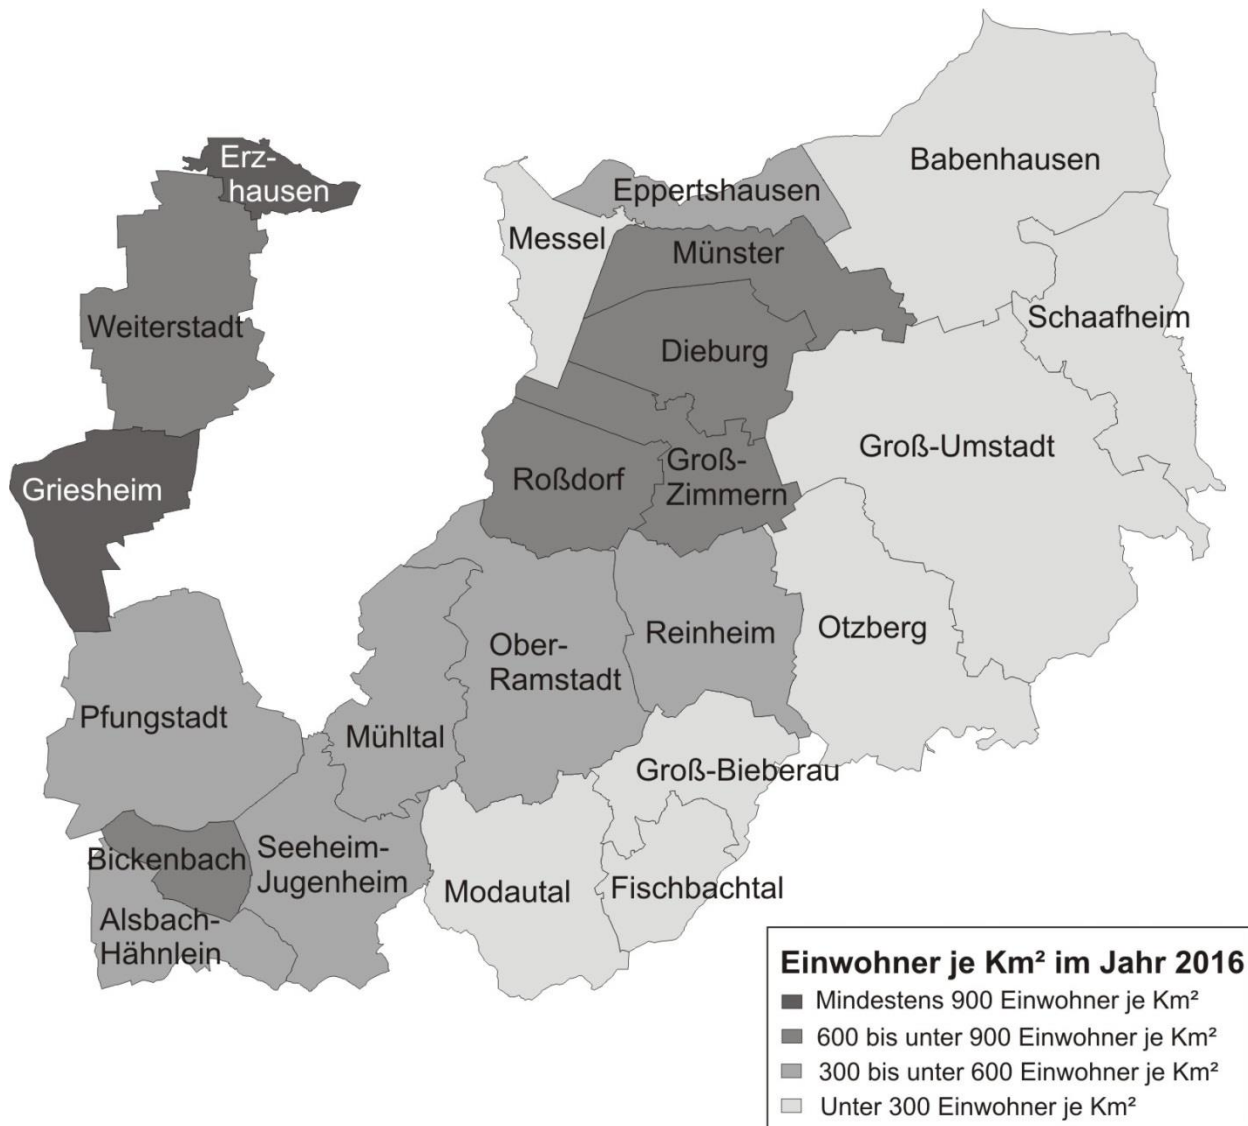 Erz-
hausen
Babenhausen
Eppertshausen
Messel
Münster
Weiterstadt
Schaafheim
Dieburg
Groß-Umstadt
Griesheim
Roßdorf
Groß-
Zimmern
Otzberg
Reinheim
Ober-
Ramstadt
Pfungstadt
Mühltal
Groß-Bieberau
Bickenbach
Seeheim-
Jugenheim
Modautal
Fischbachtal
Alsbach-
Hähnlein
Einwohner je Km² im Jahr 2016
Mindestens 900 Einwohner je Km²
600 bis unter 900 Einwohner je Km²
300 bis unter 600 Einwohner je Km²
Unter 300 Einwohner je Km²